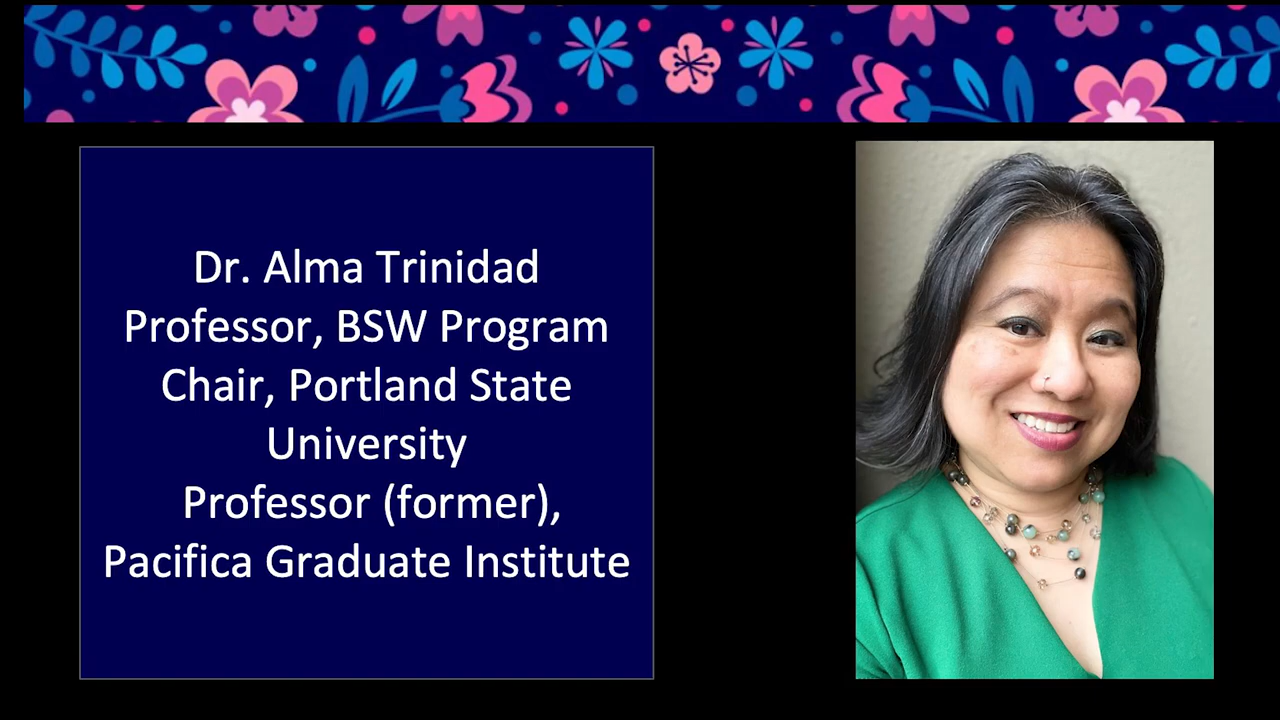 Dr. Alma Trinidad
Professor, BSW Program
Chair, Portland State
University
Professor (former),
Pacifica Graduate Institute